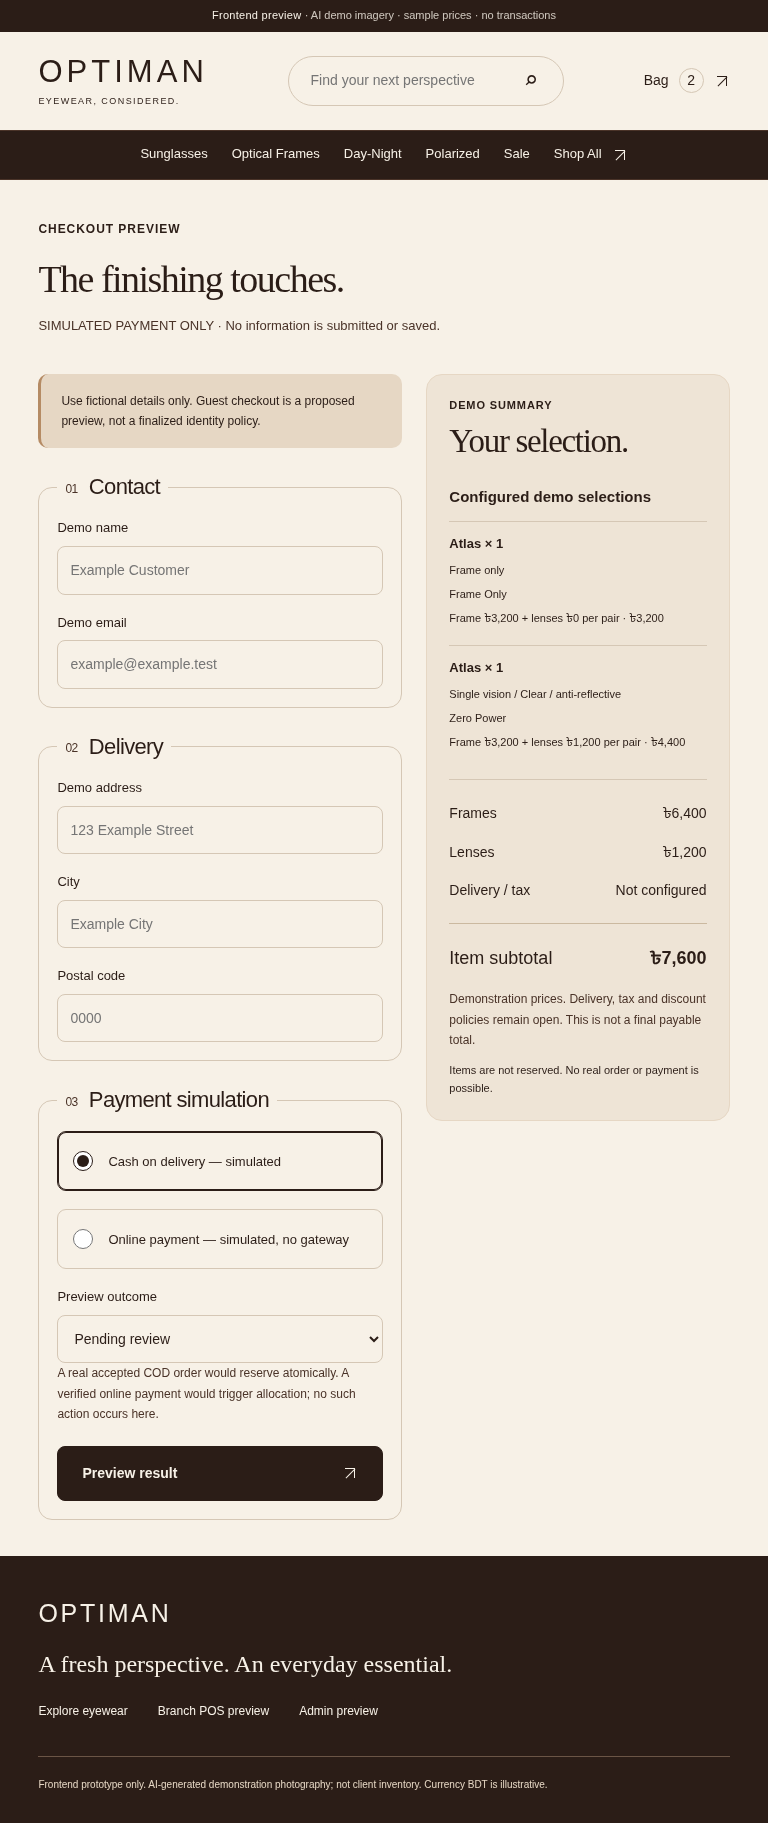 Frontend preview · AI demo imagery · sample prices · no transactions
OPTIMAN
EYEWEAR, CONSIDERED.
Find your next perspective
Bag 2
Sunglasses Optical Frames Day-Night Polarized Sale Shop All
CHECKOUT PREVIEW
The finishing touches.
SIMULATED PAYMENT ONLY · No information is submitted or saved.
Use fictional details only. Guest checkout is a proposed
preview, not a finalized identity policy.
01 Contact
Demo name
Example Customer
Demo email
example@example.test
02 Delivery
Demo address
123 Example Street
City
Example City
Postal code
0000
03 Payment simulation
Cash on delivery — simulated
Online payment — simulated, no gateway
Preview outcome
Pending review
A real accepted COD order would reserve atomically. A
verified online payment would trigger allocation; no such
action occurs here.
Preview result
DEMO SUMMARY
Your selection.
Configured demo selections
Atlas × 1
Frame only
Frame Only
Frame ৳3,200 + lenses ৳0 per pair · ৳3,200
Atlas × 1
Single vision / Clear / anti-reflective
Zero Power
Frame ৳3,200 + lenses ৳1,200 per pair · ৳4,400
Frames ৳6,400
Lenses ৳1,200
Delivery / tax Not configured
Item subtotal ৳7,600
Demonstration prices. Delivery, tax and discount
policies remain open. This is not a final payable
total.
Items are not reserved. No real order or payment is
possible.
OPTIMAN
A fresh perspective. An everyday essential.
Explore eyewear Branch POS preview Admin preview
Frontend prototype only. AI-generated demonstration photography; not client inventory. Currency BDT is illustrative.